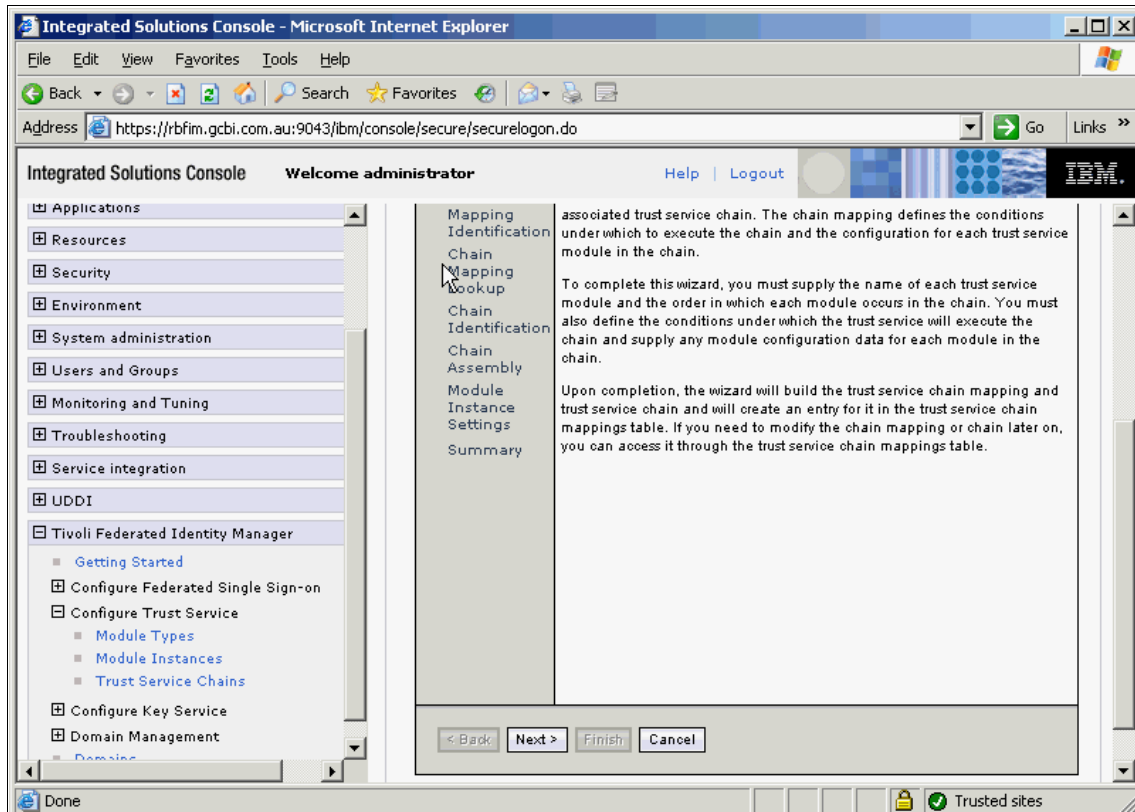 Integrated Solutions Console - Microsoft Internet Explorer
File Edit View Favorites Tools Help
Back Search Favorites
Address https://rbfim.gcbi.com.au:9043/ibm/console/secure/securelogon.do Go Links »
Integrated Solutions Console Welcome administrator Help | Logout IBM.
Applications
Resources
Security
Environment
System administration
Users and Groups
Monitoring and Tuning
Troubleshooting
Service integration
UDDI
Tivoli Federated Identity Manager
Getting Started
Configure Federated Single Sign-on
Configure Trust Service
Module Types
Module Instances
Trust Service Chains
Configure Key Service
Domain Management
Domains
Mapping
Identification
Chain
Mapping
Lookup
Chain
Identification
Chain
Assembly
Module
Instance
Settings
Summary
associated trust service chain. The chain mapping defines the conditions
under which to execute the chain and the configuration for each trust service
module in the chain.
To complete this wizard, you must supply the name of each trust service
module and the order in which each module occurs in the chain. You must
also define the conditions under which the trust service will execute the
chain and supply any module configuration data for each module in the
chain.
Upon completion, the wizard will build the trust service chain mapping and
trust service chain and will create an entry for it in the trust service chain
mappings table. If you need to modify the chain mapping or chain later on,
you can access it through the trust service chain mappings table.
< Back Next > Finish Cancel
Done Trusted sites